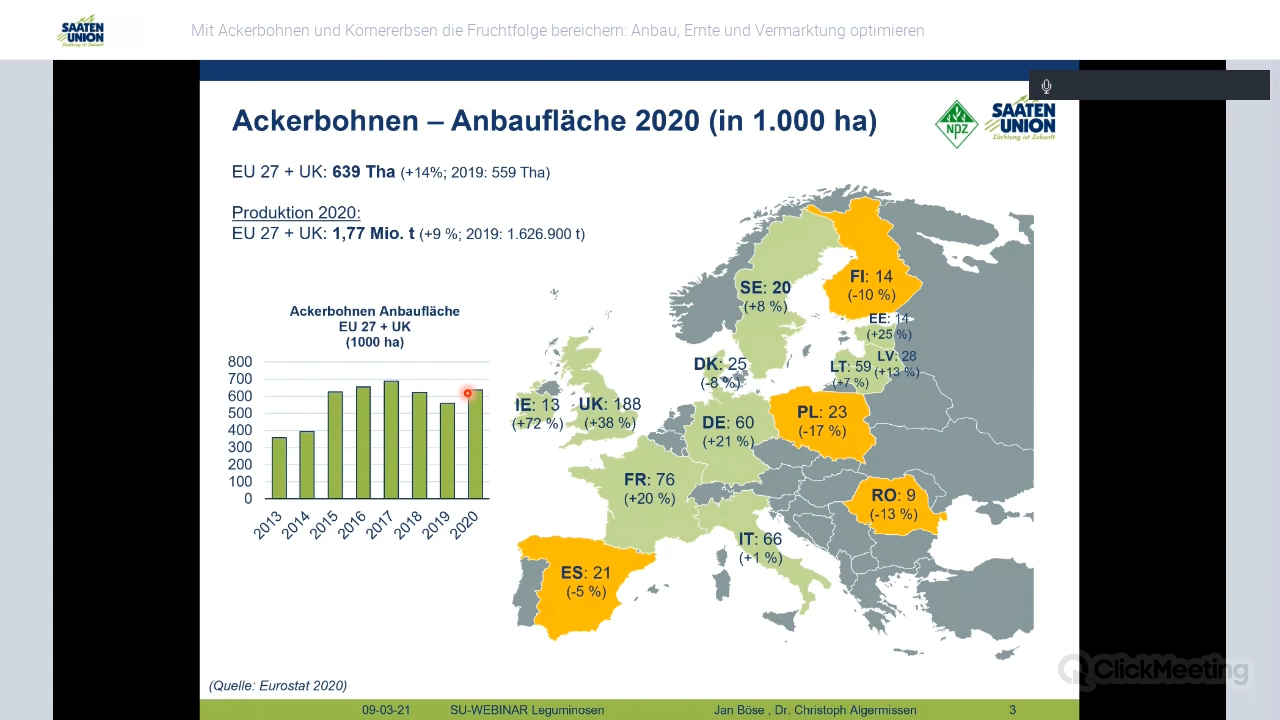 SAATEN
UNION
Züchtung ist Zukunft
Mit Ackerbohnen und Körnererbsen die Fruchtfolge bereichern: Anbau, Ernte und Vermarktung optimieren
Ackerbohnen – Anbaufläche 2020 (in 1.000 ha)
NPZ
SAATEN
UNION
Züchtung ist Zukunft
EU 27 + UK: 639 Tha (+14%; 2019: 559 Tha)
Produktion 2020:
EU 27 + UK: 1,77 Mio. t (+9 %; 2019: 1.626.900 t)
Ackerbohnen Anbaufläche
EU 27 + UK
(1000 ha)
800
700
600
500
400
300
200
100
0
2013
2014
2015
2016
2017
2018
2019
2020
FI: 14
(-10 %)
SE: 20
(+8 %)
EE: 14
(+25 %)
LV: 28
(+13 %)
LT: 59
(+7 %)
DK: 25
(-8 %)
IE: 13
(+72 %)
UK: 188
(+38 %)
DE: 60
(+21 %)
PL: 23
(-17 %)
FR: 76
(+20 %)
RO: 9
(-13 %)
IT: 66
(+1 %)
ES: 21
(-5 %)
(Quelle: Eurostat 2020)
ClickMeeting
09-03-21 SU-WEBINAR Leguminosen Jan Böse , Dr. Christoph Algermissen 3